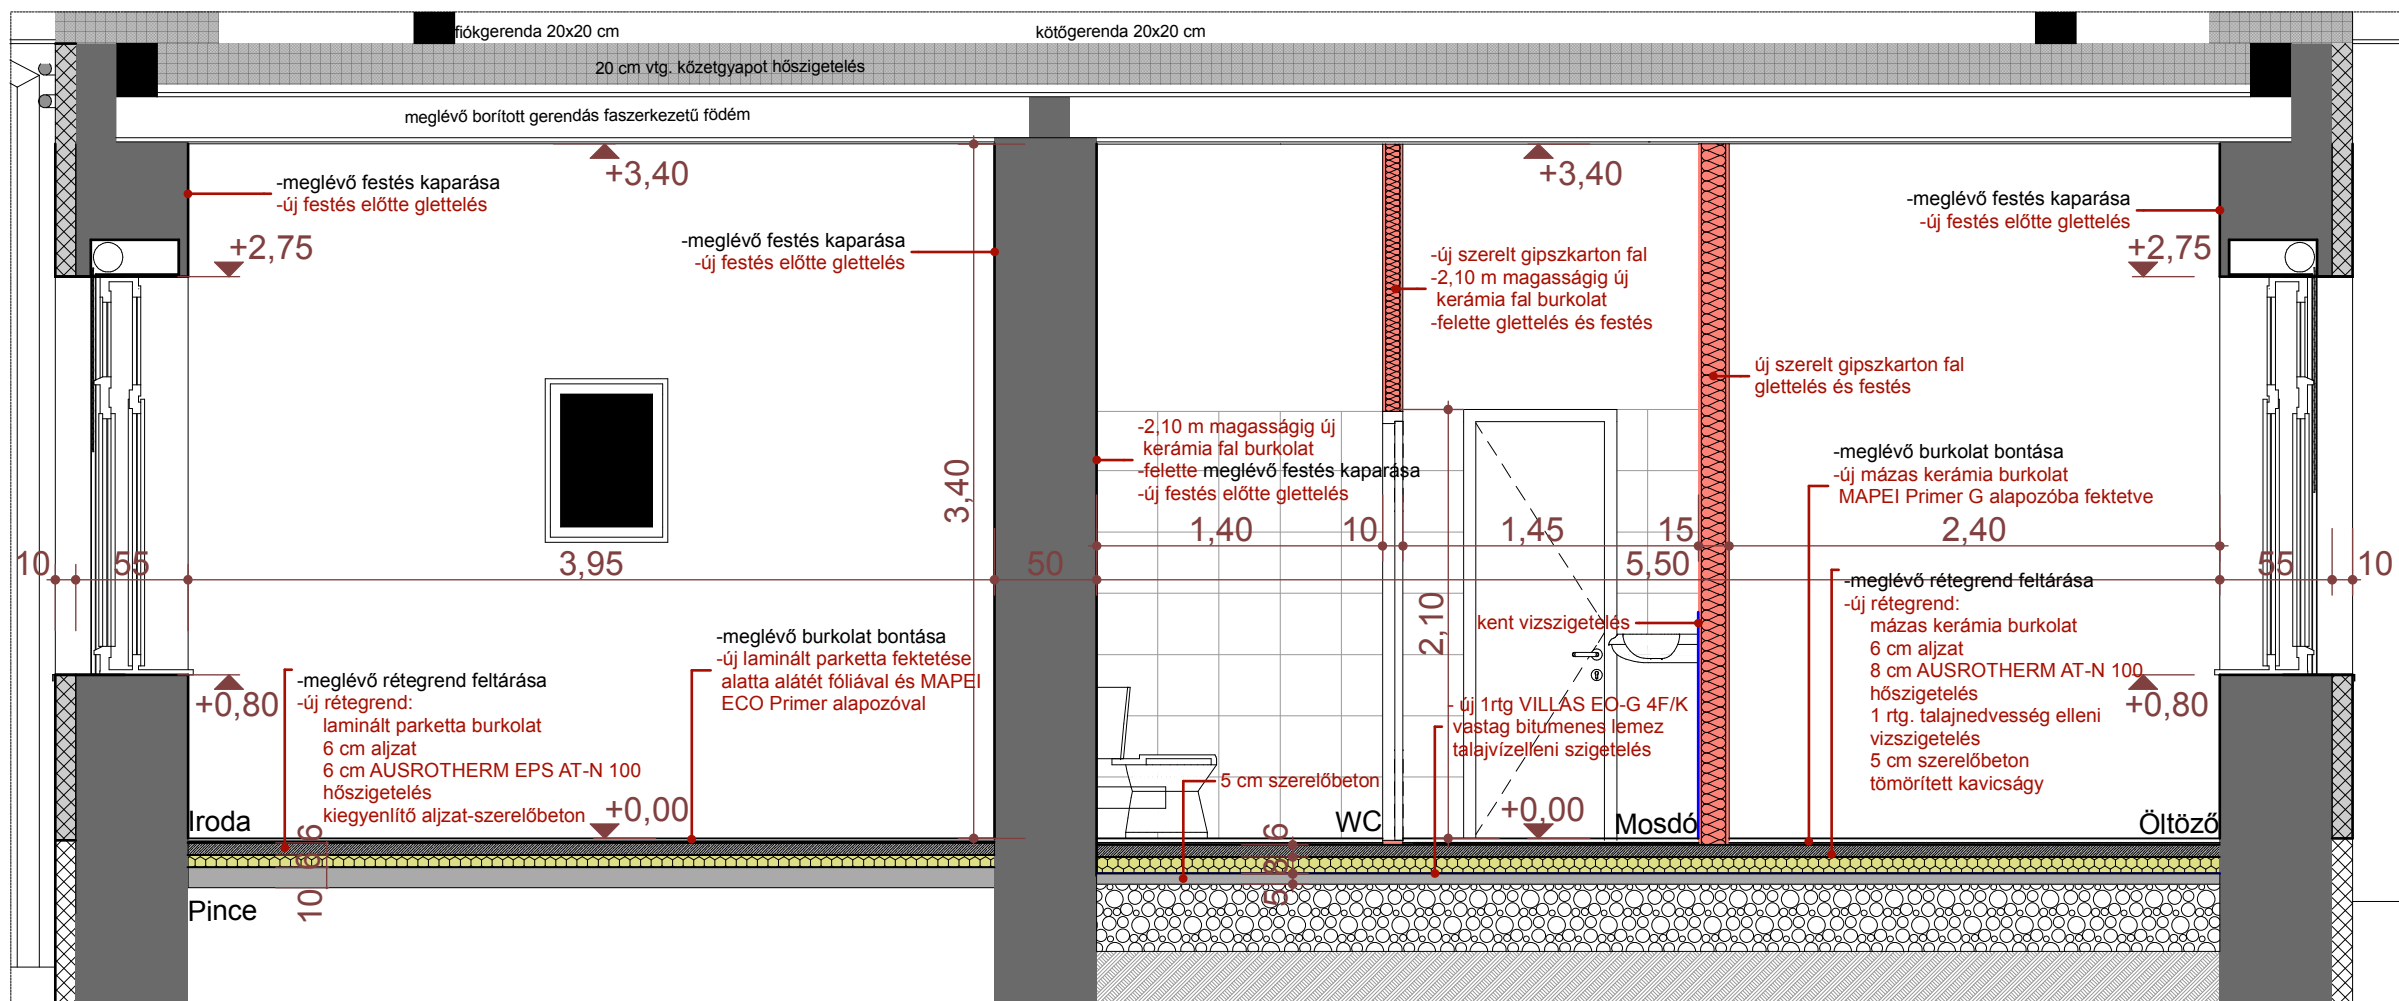 fiókgerenda 20x20 cm
kötőgerenda 20x20 cm
20 cm vtg. kőzetgyapot hőszigetelés
meglévő borított gerendás faszerkezetű födém
+3,40
+3,40
-meglévő festés kaparása
-új festés előtte glettelés
+2,75
-meglévő festés kaparása
-új festés előtte glettelés
-új szerelt gipszkarton fal
-2,10 m magasságig új
kerámia fal burkolat
-felette glettelés és festés
-meglévő festés kaparása
-új festés előtte glettelés
+2,75
új szerelt gipszkarton fal
glettelés és festés
-2,10 m magasságig új
kerámia fal burkolat
-felette meglévő festés kaparása
-új festés előtte glettelés
-meglévő burkolat bontása
-új mázas kerámia burkolat
MAPEI Primer G alapozóba fektetve
3,40
1,40
10
1,45
15
2,40
10
55
3,95
50
5,50
55
10
2,10
kent vizszigetelés
-meglévő rétegrend feltárása
-új rétegrend:
mázas kerámia burkolat
6 cm aljzat
8 cm AUSROTHERM AT-N 100
hőszigetelés
1 rtg. talajnedvesség elleni
vizszigetelés
5 cm szerelőbeton
tömörített kavicságy
+0,80
-meglévő burkolat bontása
-új laminált parketta fektetése
alatta alátét fóliával és MAPEI
ECO Primer alapozóval
+0,80
-meglévő rétegrend feltárása
-új rétegrend:
laminált parketta burkolat
6 cm aljzat
6 cm AUSROTHERM EPS AT-N 100
hőszigetelés
kiegyenlítő aljzat-szerelőbeton
- új 1rtg VILLAS EO-G 4F/K
vastag bitumenes lemez
talajvízelleni szigetelés
5 cm szerelőbeton
Iroda
+0,00
WC
+0,00
Mosdó
Öltöző
10 6 6
5 8 6
Pince